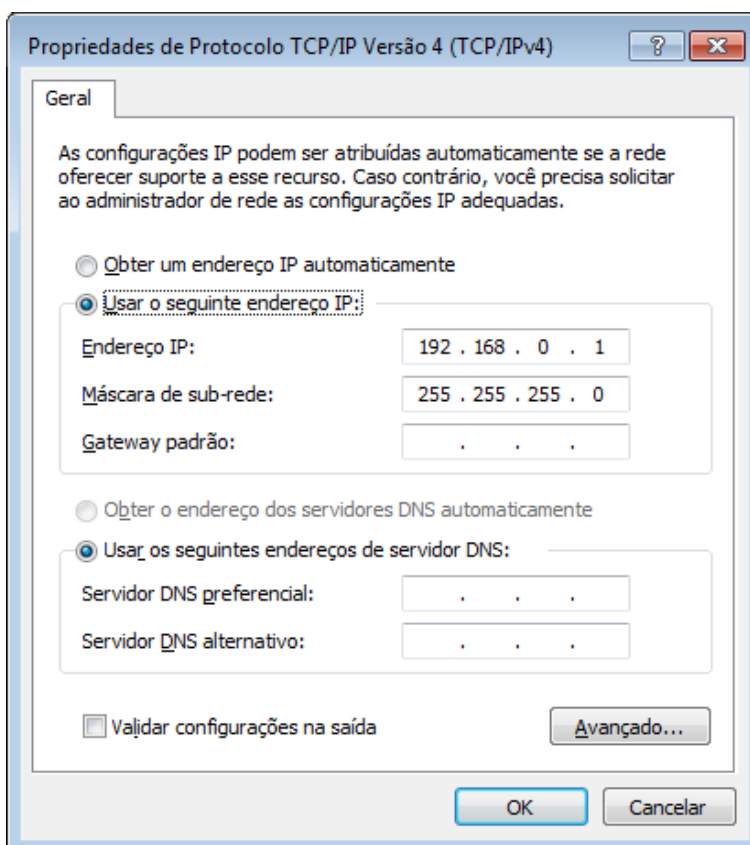 Propriedades de Protocolo TCP/IP Versão 4 (TCP/IPv4)
Geral
As configurações IP podem ser atribuídas automaticamente se a rede
oferecer suporte a esse recurso. Caso contrário, você precisa solicitar
ao administrador de rede as configurações IP adequadas.
Obter um endereço IP automaticamente
Usar o seguinte endereço IP:
Endereço IP: 192 . 168 . 0 . 1
Máscara de sub-rede: 255 . 255 . 255 . 0
Gateway padrão: . . .
Obter o endereço dos servidores DNS automaticamente
Usar os seguintes endereços de servidor DNS:
Servidor DNS preferencial: . . .
Servidor DNS alternativo: . . .
Validar configurações na saída
Avançado...
OK Cancelar